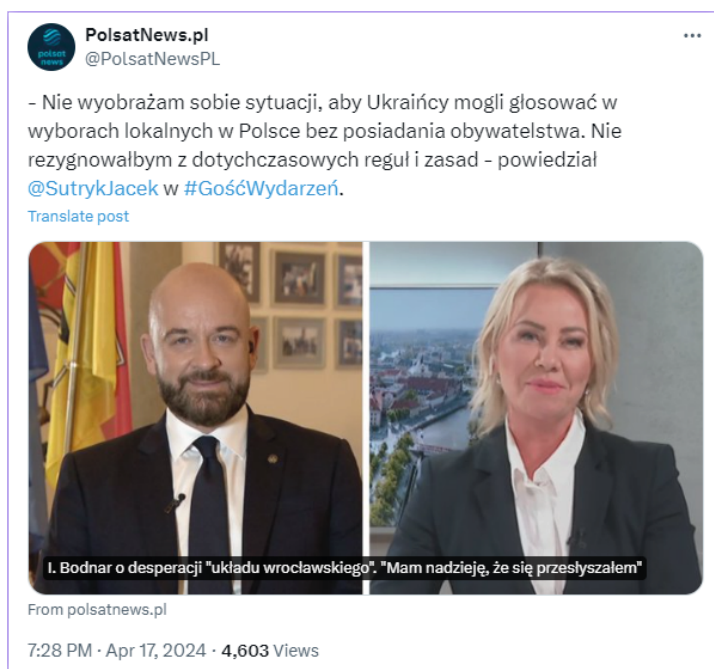 PolsatNews.pl
polsat
news
@PolsatNewsPL
- Nie wyobrażam sobie sytuacji, aby Ukraińcy mogli głosować w
wyborach lokalnych w Polsce bez posiadania obywatelstwa. Nie
rezygnowałbym z dotychczasowych reguł i zasad - powiedział
@SutrykJacek w #GośćWydarzeń.
Translate post
I. Bodnar o desperacji "układu wrocławskiego". "Mam nadzieję, że się przesłyszałem"
From polsatnews.pl
7:28 PM · Apr 17, 2024 · 4,603 Views